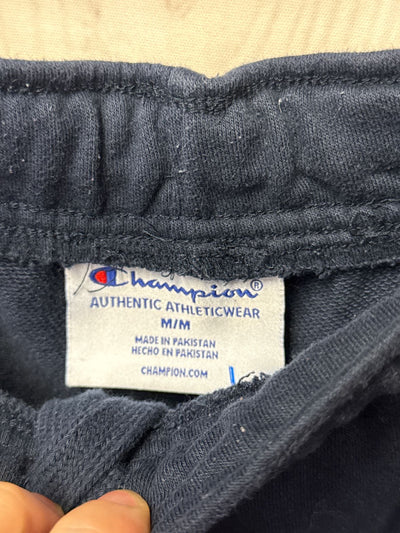 Champion®
AUTHENTIC ATHLETICWEAR
M/M
MADE IN PAKISTAN
HECHO EN PAKISTAN
CHAMPION.COM